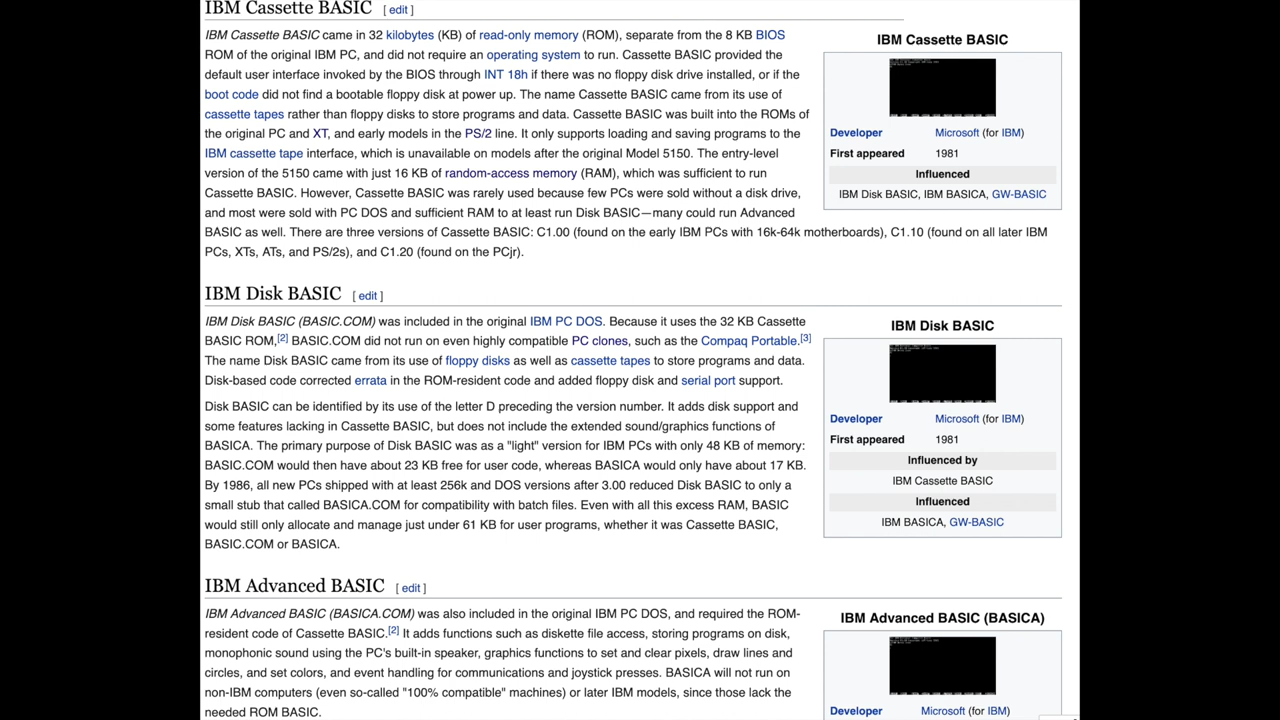 IBM Cassette BASIC [ edit ]
IBM Cassette BASIC came in 32 kilobytes (KB) of read-only memory (ROM), separate from the 8 KB BIOS
ROM of the original IBM PC, and did not require an operating system to run. Cassette BASIC provided the
default user interface invoked by the BIOS through INT 18h if there was no floppy disk drive installed, or if the
boot code did not find a bootable floppy disk at power up. The name Cassette BASIC came from its use of
cassette tapes rather than floppy disks to store programs and data. Cassette BASIC was built into the ROMs of
the original PC and XT, and early models in the PS/2 line. It only supports loading and saving programs to the
IBM cassette tape interface, which is unavailable on models after the original Model 5150. The entry-level
version of the 5150 came with just 16 KB of random-access memory (RAM), which was sufficient to run
Cassette BASIC. However, Cassette BASIC was rarely used because few PCs were sold without a disk drive,
and most were sold with PC DOS and sufficient RAM to at least run Disk BASIC—many could run Advanced
BASIC as well. There are three versions of Cassette BASIC: C1.00 (found on the early IBM PCs with 16k-64k motherboards), C1.10 (found on all later IBM
PCs, XTs, ATs, and PS/2s), and C1.20 (found on the PCjr).
IBM Cassette BASIC
Developer Microsoft (for IBM)
First appeared 1981
Influenced
IBM Disk BASIC, IBM BASICA, GW-BASIC
IBM Disk BASIC [ edit ]
IBM Disk BASIC (BASIC.COM) was included in the original IBM PC DOS. Because it uses the 32 KB Cassette
BASIC ROM,[2] BASIC.COM did not run on even highly compatible PC clones, such as the Compaq Portable.[3]
The name Disk BASIC came from its use of floppy disks as well as cassette tapes to store programs and data.
Disk-based code corrected errata in the ROM-resident code and added floppy disk and serial port support.
Disk BASIC can be identified by its use of the letter D preceding the version number. It adds disk support and
some features lacking in Cassette BASIC, but does not include the extended sound/graphics functions of
BASICA. The primary purpose of Disk BASIC was as a "light" version for IBM PCs with only 48 KB of memory:
BASIC.COM would then have about 23 KB free for user code, whereas BASICA would only have about 17 KB.
By 1986, all new PCs shipped with at least 256k and DOS versions after 3.00 reduced Disk BASIC to only a
small stub that called BASICA.COM for compatibility with batch files. Even with all this excess RAM, BASIC
would still only allocate and manage just under 61 KB for user programs, whether it was Cassette BASIC,
BASIC.COM or BASICA.
IBM Disk BASIC
Developer Microsoft (for IBM)
First appeared 1981
Influenced by
IBM Cassette BASIC
Influenced
IBM BASICA, GW-BASIC
IBM Advanced BASIC [ edit ]
IBM Advanced BASIC (BASICA.COM) was also included in the original IBM PC DOS, and required the ROM-
resident code of Cassette BASIC.[2] It adds functions such as diskette file access, storing programs on disk,
monophonic sound using the PC's built-in speaker, graphics functions to set and clear pixels, draw lines and
circles, and set colors, and event handling for communications and joystick presses. BASICA will not run on
non-IBM computers (even so-called "100% compatible" machines) or later IBM models, since those lack the
needed ROM BASIC.
IBM Advanced BASIC (BASICA)
Developer Microsoft (for IBM)